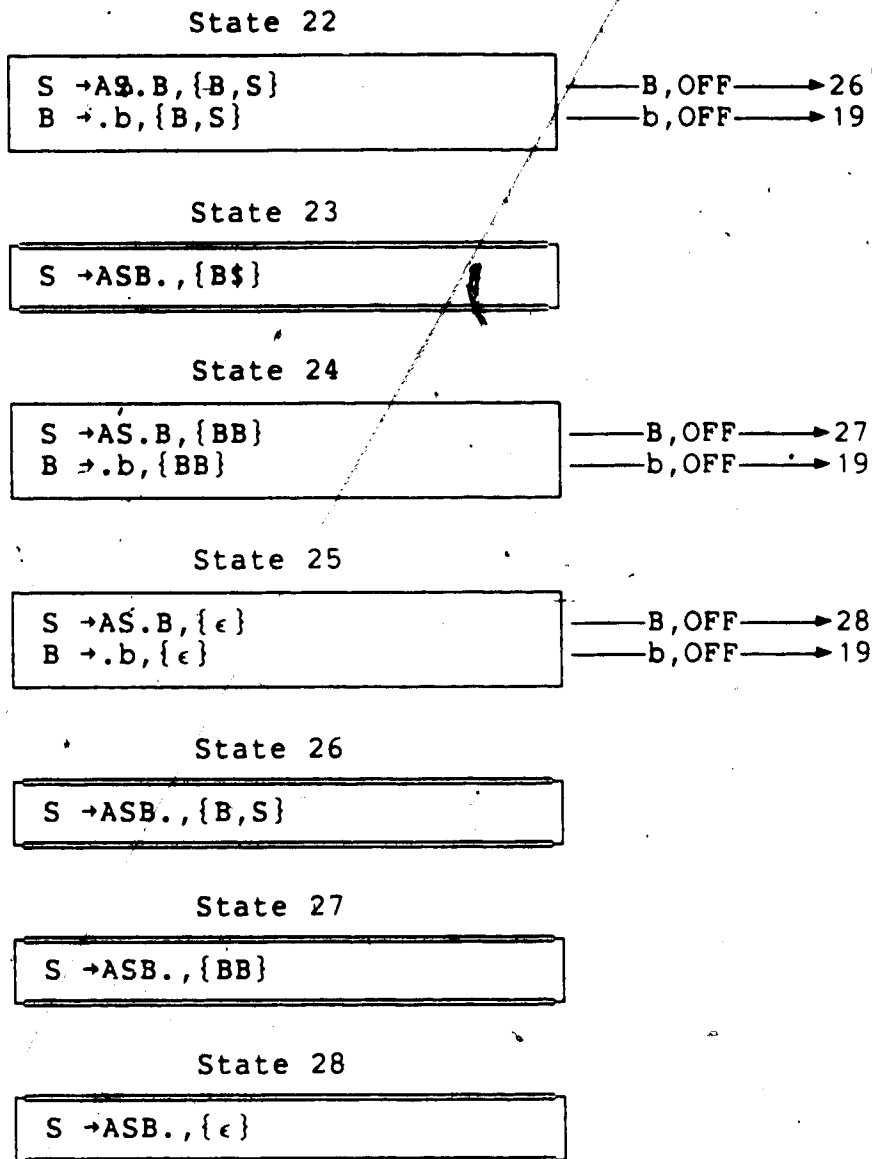 State 22
S →AS.B,{B,S} B,OFF→26
B →.b,{B,S} b,OFF→19
State 23
S →ASB.,{B$}
State 24
S →AS.B,{BB} B,OFF→27
B →.b,{BB} b,OFF→19
State 25
S →AS.B,{ϵ} B,OFF→28
B →.b,{ϵ} b,OFF→19
State 26
S →ASB.,{B,S}
State 27
S →ASB.,{BB}
State 28
S →ASB.,{ϵ}